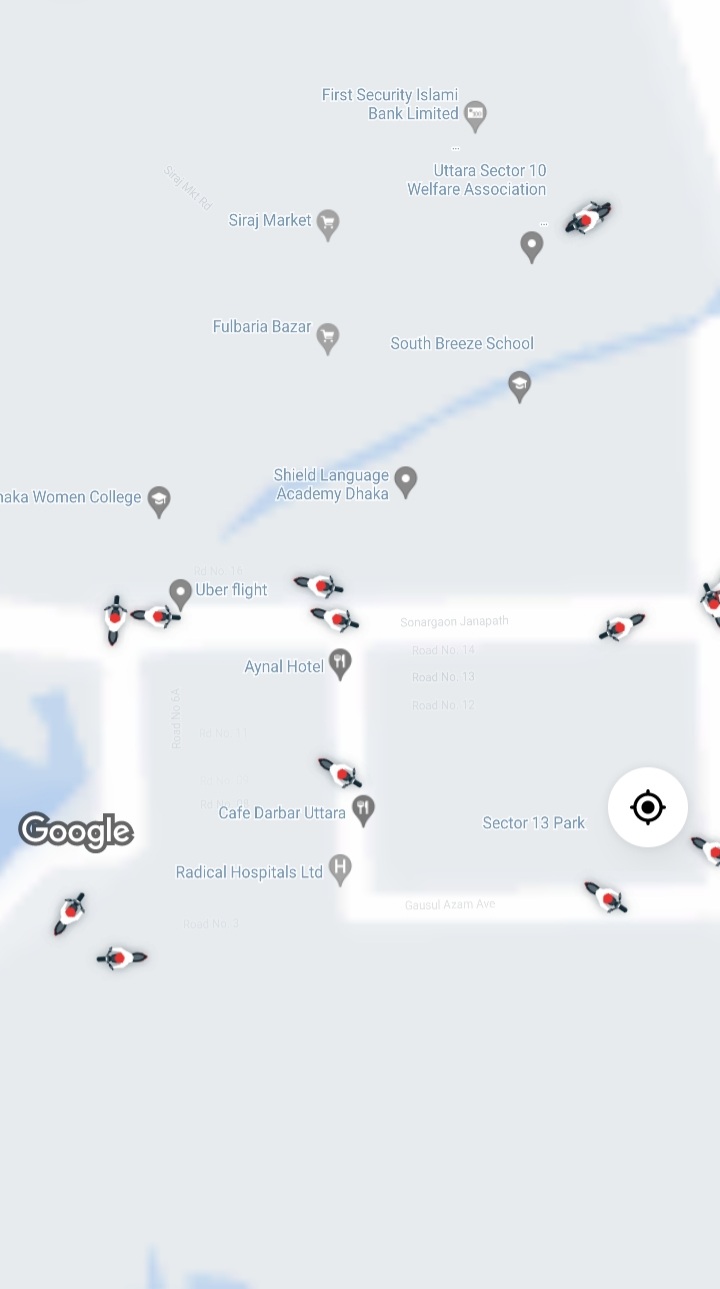 First Security Islami
Bank Limited
...
Uttara Sector 10
Welfare Association
Siraj Mkt Rd
Siraj Market
...
Fulbaria Bazar
South Breeze School
Shield Language
Academy Dhaka
haka Women College
Rd No. 16
Uber flight
Sonargaon Janapath
Road No. 14
Aynal Hotel
Road No. 13
Road No 6A
Road No. 12
Rd No. 11
Cafe Darbar Uttara
Sector 13 Park
Google
Radical Hospitals Ltd
H
Gausul Azam Ave
Road No. 3